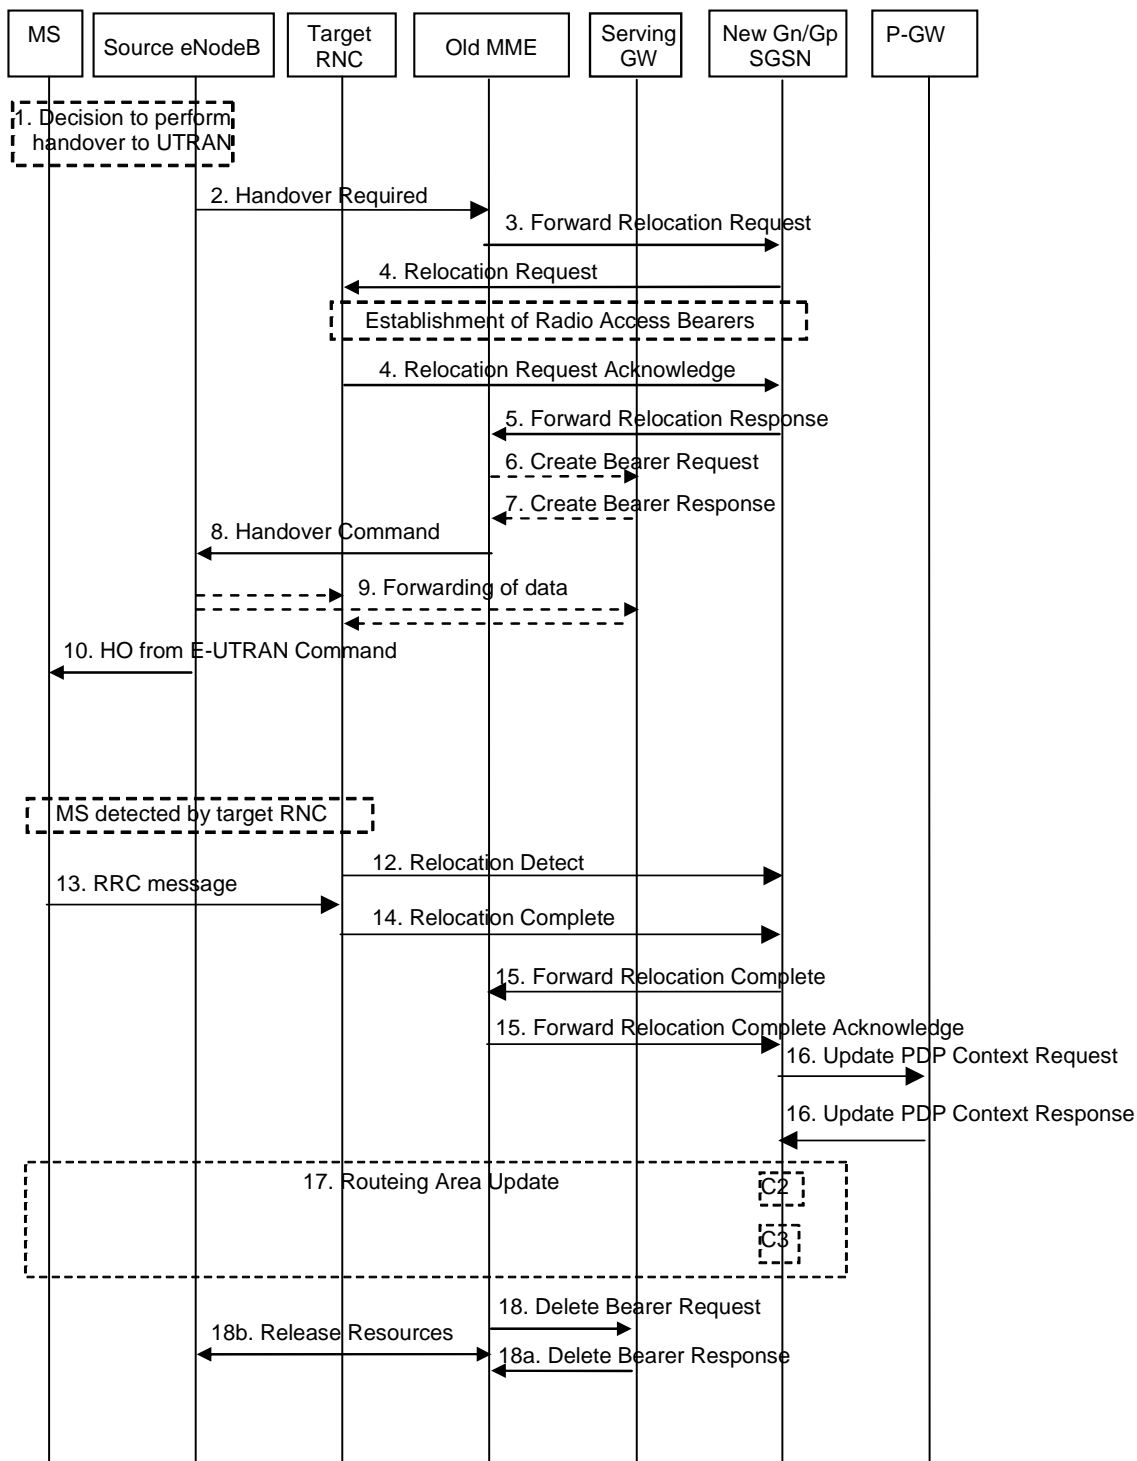 MS
Source eNodeB
Target
RNC
Old MME
Serving
GW
New Gn/Gp
SGSN
P-GW
1. Decision to perform
handover to UTRAN
2. Handover Required
3. Forward Relocation Request
4. Relocation Request
Establishment of Radio Access Bearers
4. Relocation Request Acknowledge
5. Forward Relocation Response
6. Create Bearer Request
7. Create Bearer Response
8. Handover Command
9. Forwarding of data
10. HO from E-UTRAN Command
MS detected by target RNC
12. Relocation Detect
13. RRC message
14. Relocation Complete
15. Forward Relocation Complete
15. Forward Relocation Complete Acknowledge
16. Update PDP Context Request
16. Update PDP Context Response
17. Routeing Area Update
C2
C3
18. Delete Bearer Request
18b. Release Resources
18a. Delete Bearer Response